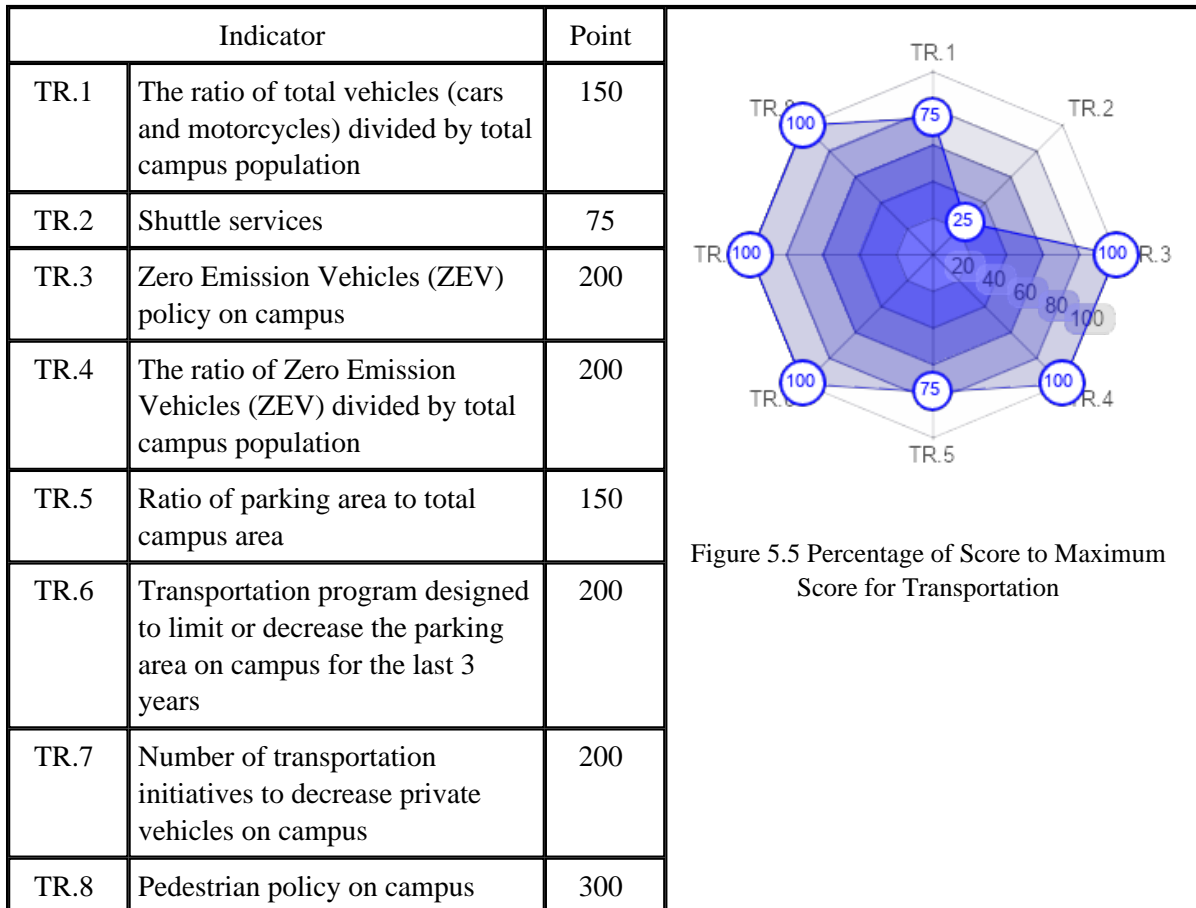 Indicator Point
TR.1 The ratio of total vehicles (cars 150
and motorcycles) divided by total
campus population
TR.2 Shuttle services 75
TR.3 Zero Emission Vehicles (ZEV) 200
policy on campus
TR.4 The ratio of Zero Emission 200
Vehicles (ZEV) divided by total
campus population
TR.5 Ratio of parking area to total 150
campus area
TR.6 Transportation program designed 200
to limit or decrease the parking
area on campus for the last 3
years
TR.7 Number of transportation 200
initiatives to decrease private
vehicles on campus
TR.8 Pedestrian policy on campus 300
TR.1
TR. 100 75 TR.2
25
TR. 100 100 R.3
20 40 60 80 100
TR. 100 75 100 R.4
TR.5
Figure 5.5 Percentage of Score to Maximum
Score for Transportation